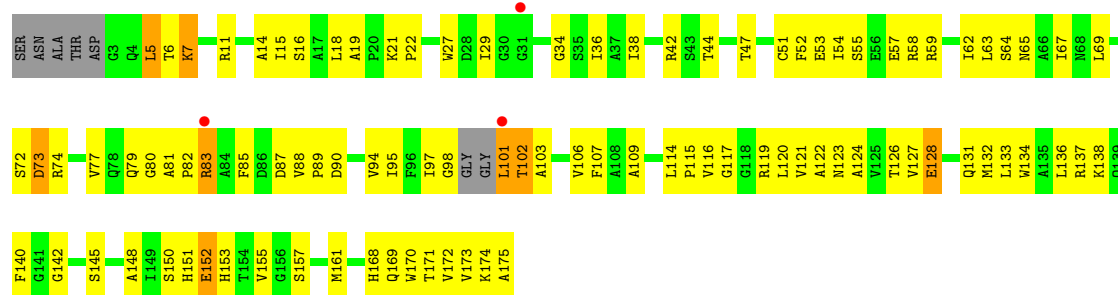 SER ASN ALA THR ASP G3 Q4 L5 T6 K7 R11 A14 I15 S16 A17 L18 A19 P20 K21 P22 W27 D28 I29 G30 G31 G34 S35 I36 A37 I38 R42 S43 T44 T47 C51 F52 E53 I54 S55 E56 E57 R58 R59 I62 L63 S64 N65 A66 I67 N68 L69
S72 D73 R74 V77 Q78 Q79 G80 A81 P82 R83 A84 F85 D86 D87 V88 P89 D90 V94 I95 F96 I97 G98 GLY GLY L101 T102 A103 V106 F107 A108 A109 L114 P115 V116 G117 G118 R119 L120 V121 A122 N123 A124 V125 T126 V127 E128 Q131 M132 L133 W134 A135 L136 R137 K138 Q139
F140 G141 G142 S145 A148 I149 S150 H151 E152 H153 T154 V155 G156 S157 M161 H168 Q169 W170 T171 V172 V173 K174 A175